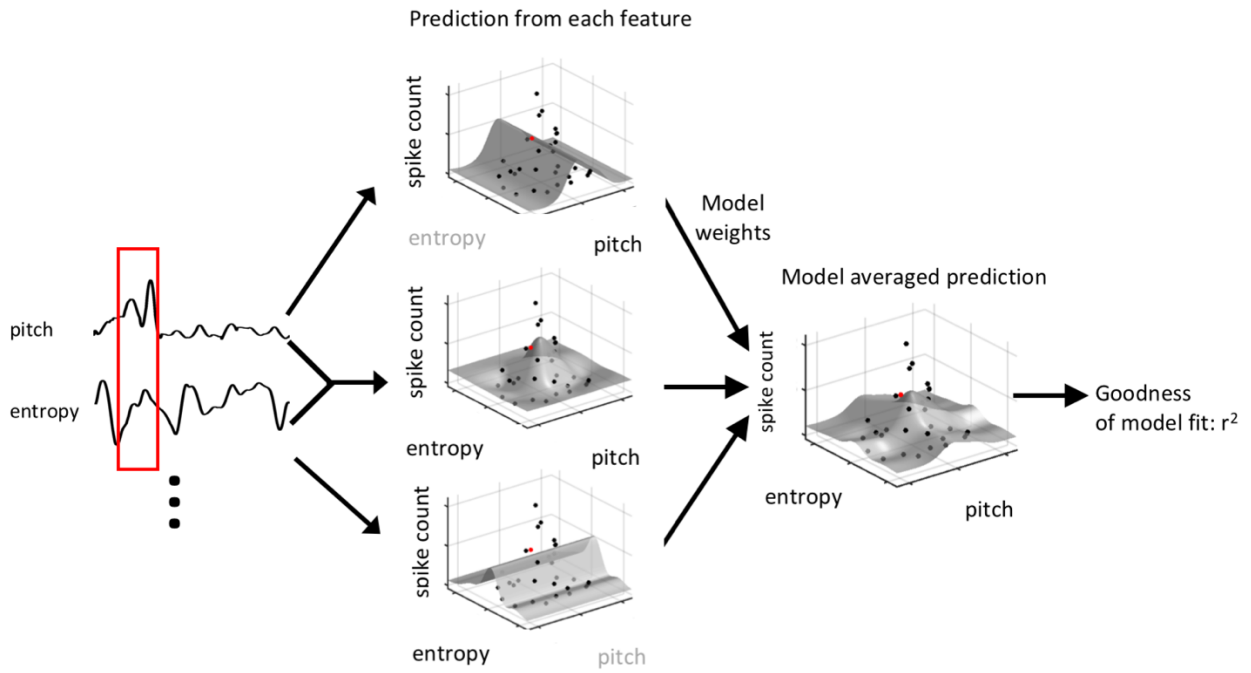 Prediction from each feature
spike count
entropy
pitch
Model
weights
pitch
entropy
spike count
entropy
pitch
Model averaged prediction
spike count
entropy
pitch
Goodness
of model fit: r²
spike count
entropy
pitch